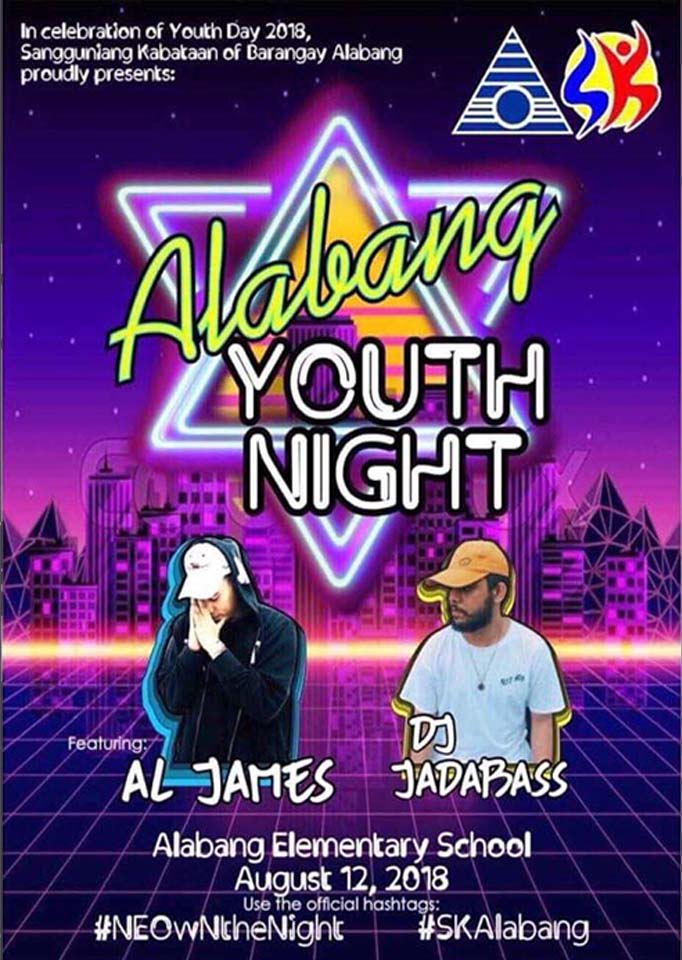 In celebration of Youth Day 2018,
Sangguniang Kabataan of Barangay Alabang
proudly presents:
SK
Alabang
YOUTH
NIGHT
Featuring:
AL JAMES
DJ
JADABASS
Alabang Elementary School
August 12, 2018
Use the official hashtags:
#NEOwNtheNight #SKAlabang